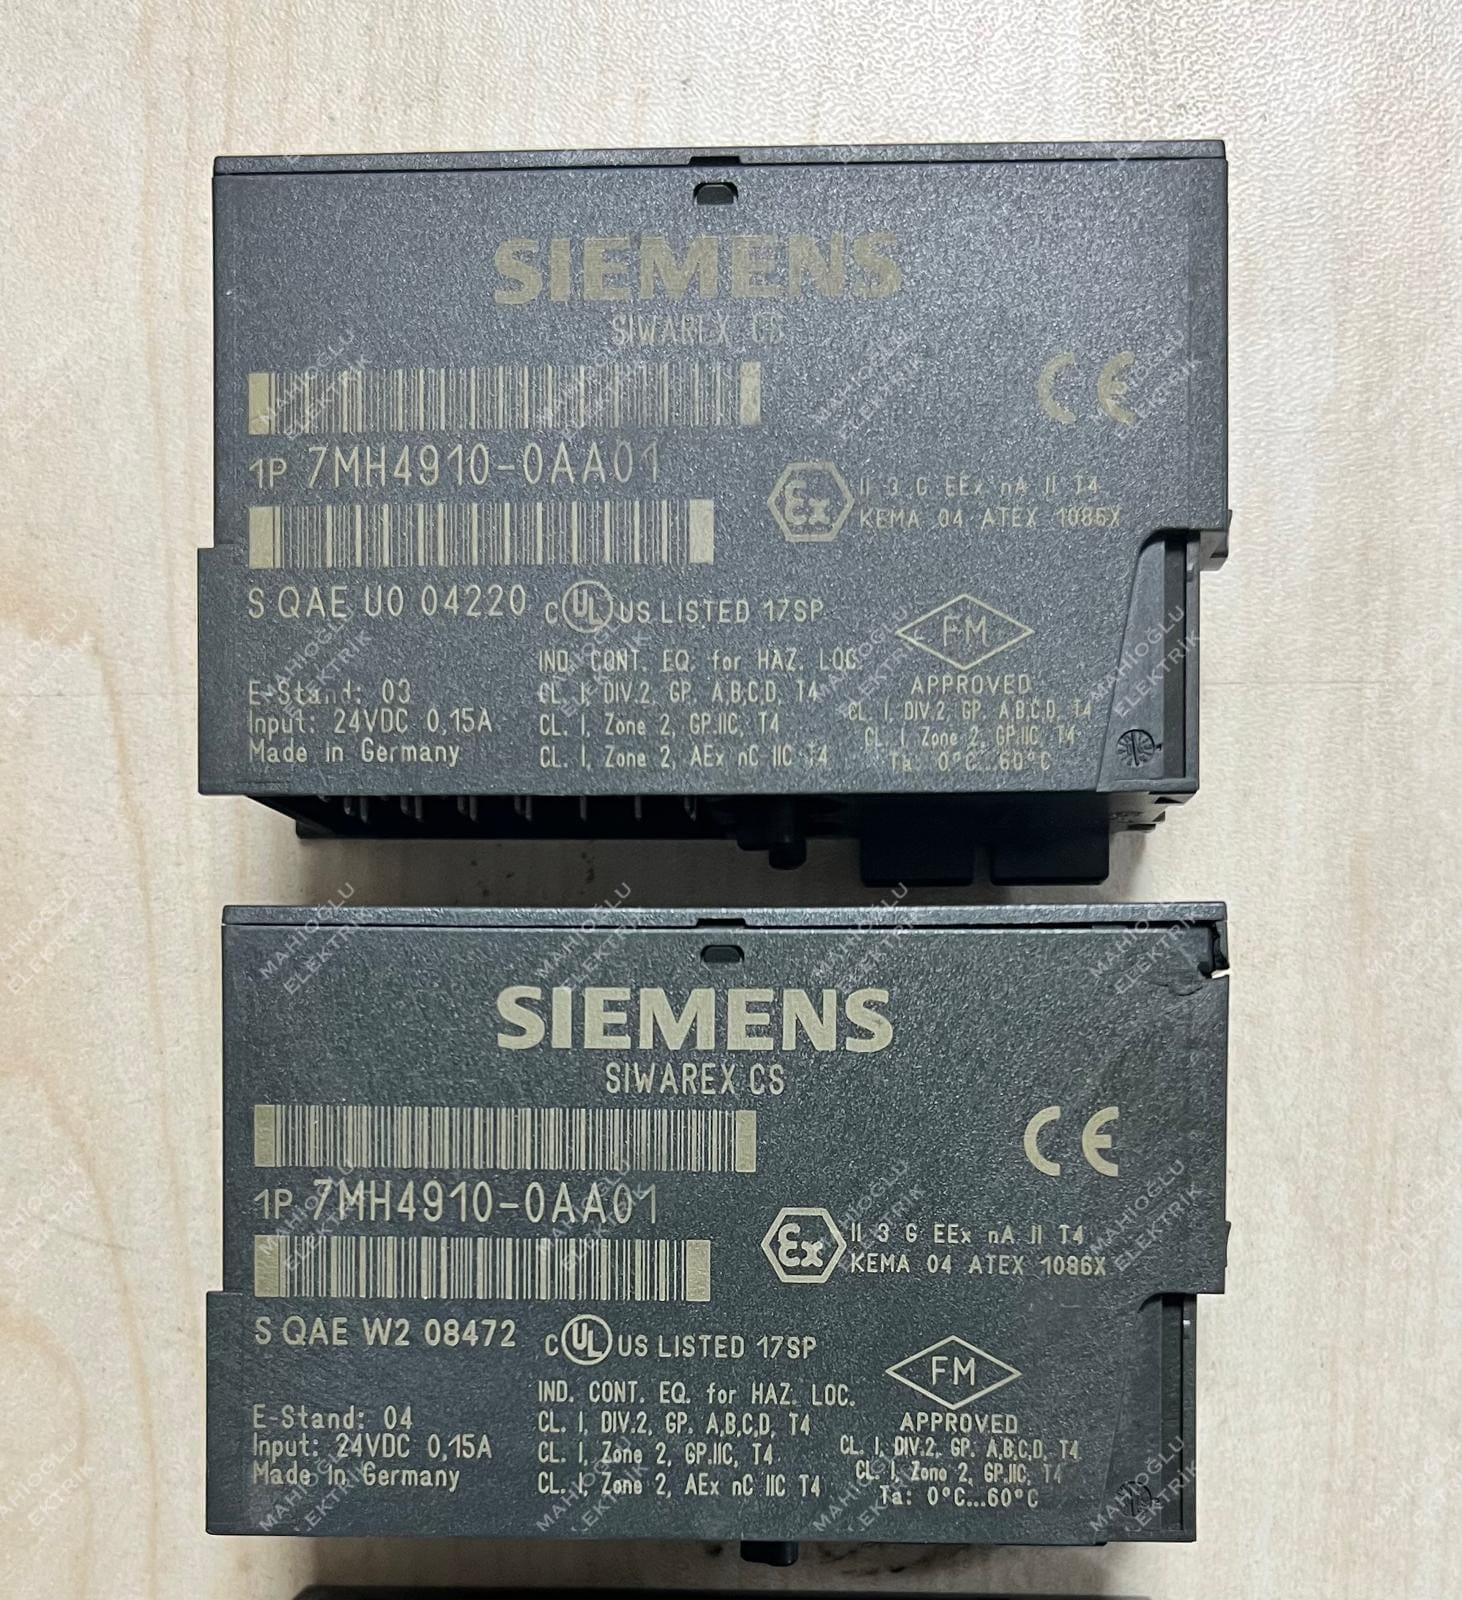 SIEMENS
SIWAREX CS
CE
1P 7MH4910-0AA01
Ex II 3 G EEx nA II T4
KEMA 04 ATEX 1086X
S QAE U0 04220
C UL US LISTED 17SP
FM
IND. CONT. EQ. for HAZ. LOC.
APPROVED
E-Stand: 03
CL. I, DIV.2, GP. A,B,C,D, T4
CL. I, DIV.2, GP. A,B,C,D, T4
Input: 24VDC 0,15A
CL. I, Zone 2, GP.IIC, T4
CL. I, Zone 2, GP.IIC, T4
Made in Germany
CL. I, Zone 2, AEx nC IIC T4
Ta: 0°C...60°C
SIEMENS
SIWAREX CS
CE
1P 7MH4910-0AA01
Ex II 3 G EEx nA II T4
KEMA 04 ATEX 1086X
S QAE W2 08472
C UL US LISTED 17SP
FM
IND. CONT. EQ. for HAZ. LOC.
APPROVED
E-Stand: 04
CL. I, DIV.2, GP. A,B,C,D, T4
CL. I, DIV.2, GP. A,B,C,D, T4
Input: 24VDC 0,15A
CL. I, Zone 2, GP.IIC, T4
CL. I, Zone 2, GP.IIC, T4
Made in Germany
CL. I, Zone 2, AEx nC IIC T4
Ta: 0°C...60°C
MAHİOĞLU
ELEKTRİK